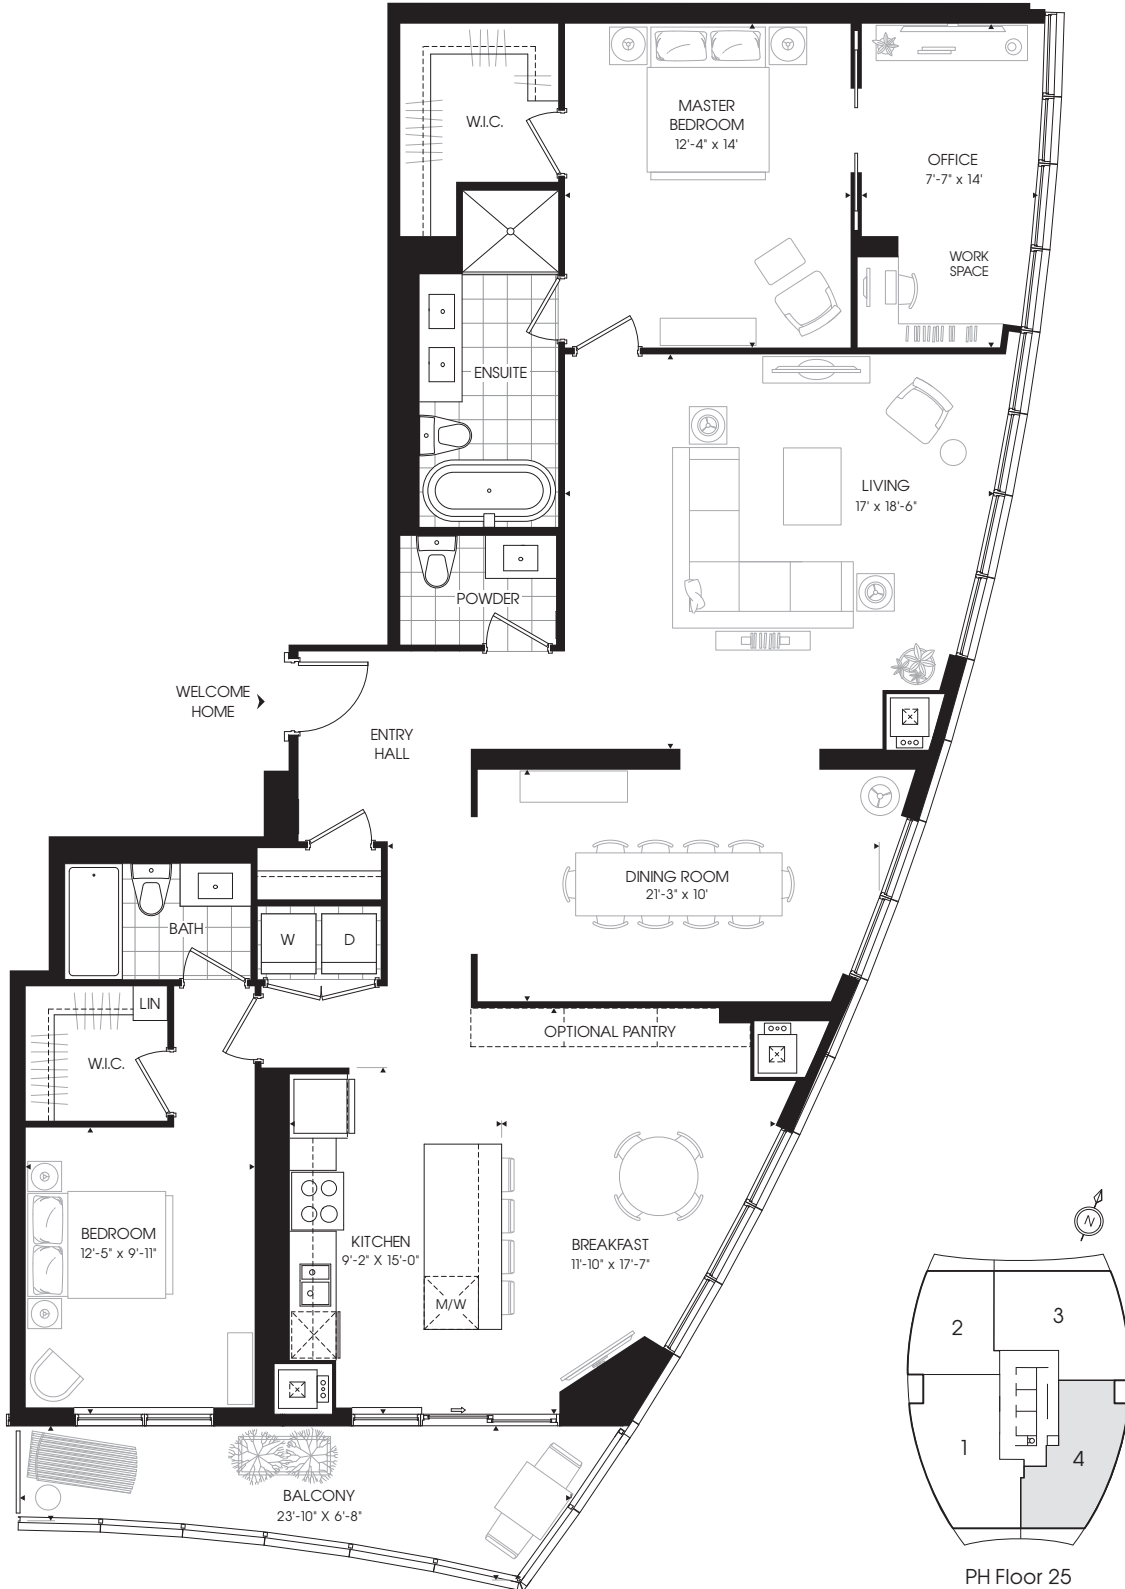 W.I.C.
MASTER
BEDROOM
12'-4" x 14'
OFFICE
7'-7" x 14'
WORK
SPACE
ENSUITE
LIVING
17' x 18'-6"
POWDER
WELCOME
HOME
ENTRY
HALL
DINING ROOM
21'-3" x 10'
BATH
W
D
LIN
W.I.C.
OPTIONAL PANTRY
BEDROOM
12'-5" x 9'-11"
KITCHEN
9'-2" X 15'-0"
BREAKFAST
11'-10" x 17'-7"
M/W
BALCONY
23'-10" X 6'-8"
N
2
3
1
4
PH Floor 25